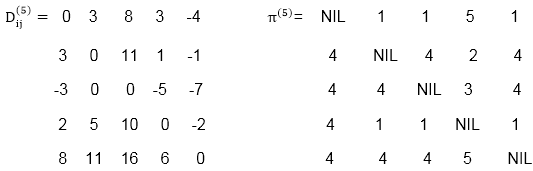 D_ij^(5) = 0 3 8 3 -4 π^(5)= NIL 1 1 5 1
3 0 11 1 -1 4 NIL 4 2 4
-3 0 0 -5 -7 4 4 NIL 3 4
2 5 10 0 -2 4 1 1 NIL 1
8 11 16 6 0 4 4 4 5 NIL